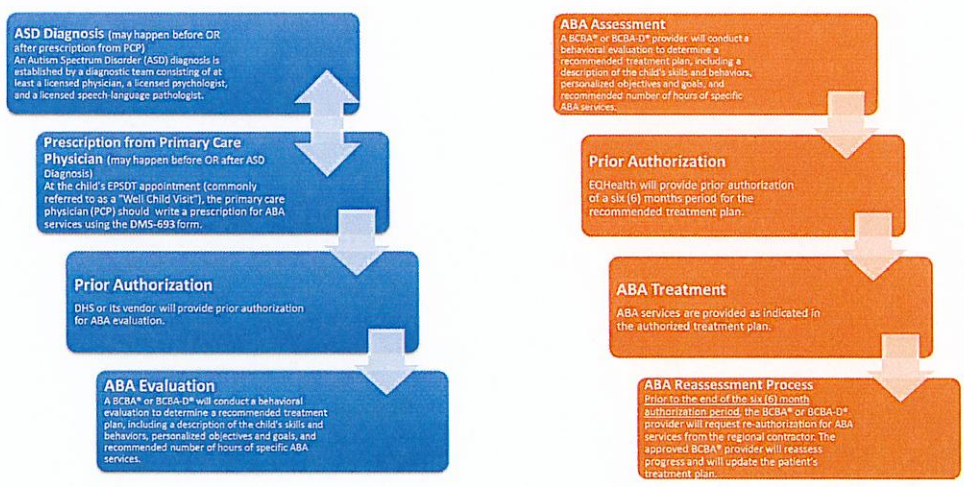 ASD Diagnosis (may happen before OR
after prescription from PCP)
An Autism Spectrum Disorder (ASD) diagnosis is
established by a diagnostic team consisting of at
least a licensed physician, a licensed psychologist,
and a licensed speech-language pathologist.
Prescription from Primary Care
Physician (may happen before OR after ASD
Diagnosis)
At the child's EPSDT appointment (commonly
referred to as a "Well Child Visit"), the primary care
physician (PCP) should write a prescription for ABA
services using the DMS-693 form.
Prior Authorization
DHS or its vendor will provide prior authorization
for ABA evaluation.
ABA Evaluation
A BCBA® or BCBA-D® will conduct a behavioral
evaluation to determine a recommended treatment
plan, including a description of the child's skills and
behaviors, personalized objectives and goals, and
recommended number of hours of specific ABA
services.
ABA Assessment
A BCBA® or BCBA-D® provider will conduct a
behavioral evaluation to determine a
recommended treatment plan, including a
description of the child's skills and behaviors,
personalized objectives and goals, and
recommended number of hours of specific
ABA services.
Prior Authorization
EQHealth will provide prior authorization
of a six (6) months period for the
recommended treatment plan.
ABA Treatment
ABA services are provided as indicated in
the authorized treatment plan.
ABA Reassessment Process
Prior to the end of the six (6) month
authorization period, the BCBA® or BCBA-D®
provider will request re-authorization for ABA
services from the regional contractor. The
approved BCBA® provider will reassess
progress and will update the patient's
treatment plan.